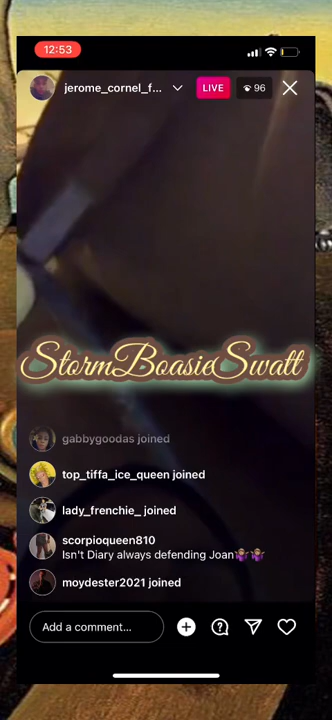 12:53
jerome_cornel_f...
LIVE
96
StormBoasieSwatt
gabbygoodas joined
top_tiffa_ice_queen joined
lady_frenchie_ joined
scorpioqueen810
Isn't Diary always defending Joan🤷🏾‍♀️🤷🏾‍♀️
moydester2021 joined
Add a comment...